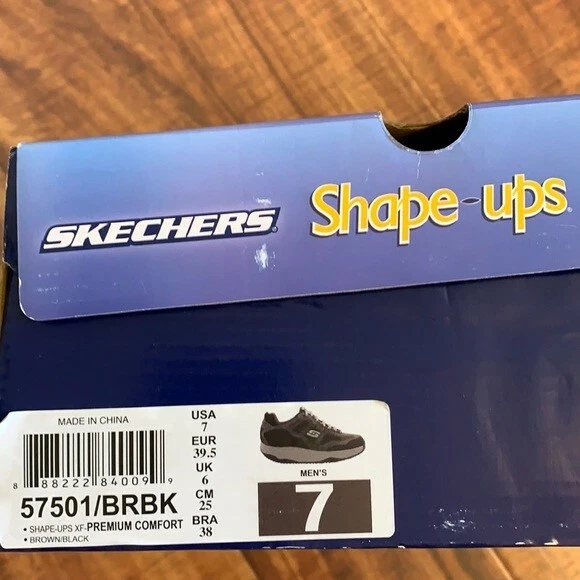 SKECHERS®
Shape-ups®
MADE IN CHINA
8 88222 84009 9
57501/BRBK
• SHAPE-UPS XF-PREMIUM COMFORT
• BROWN/BLACK
USA
7
EUR
39.5
UK
6
CM
25
BRA
38
S
MEN'S
7